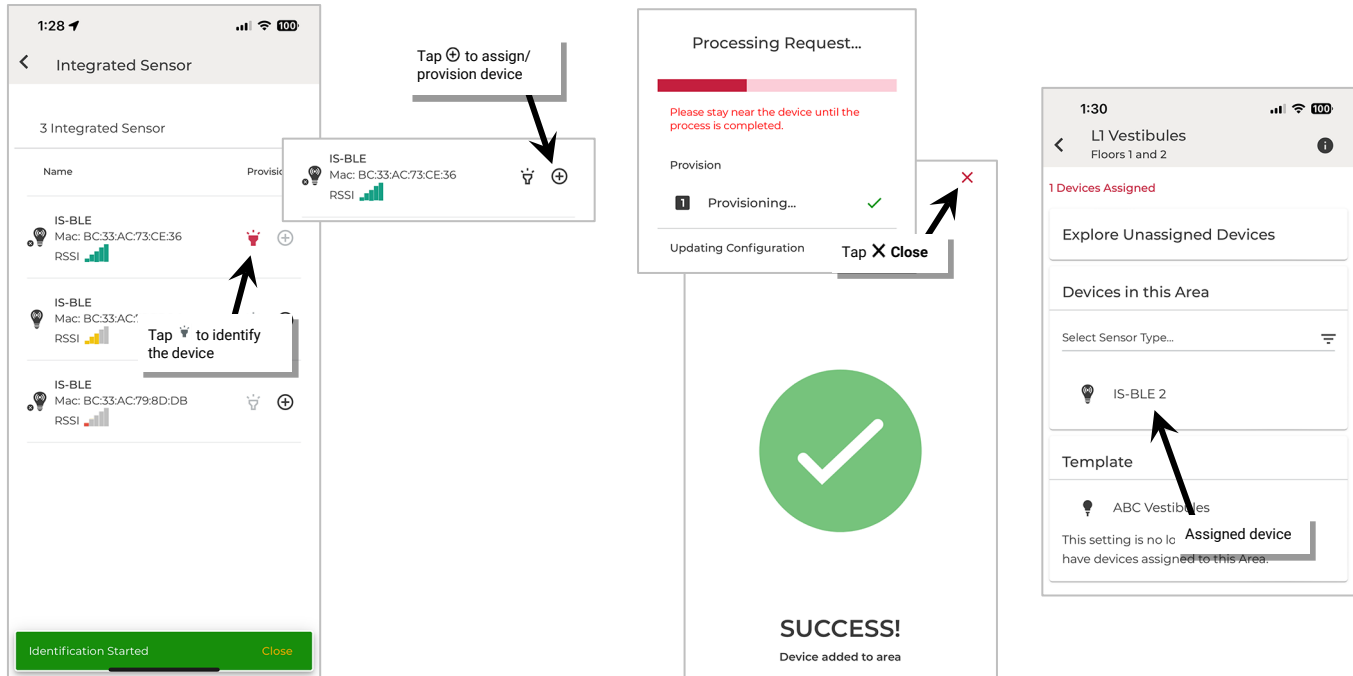 1:28
100
Integrated Sensor
3 Integrated Sensor
Name
IS-BLE
Mac: BC:33:AC:73:CE:36
RSSI
IS-BLE
Mac: BC:33:AC:
RSSI
Tap to identify
the device
IS-BLE
Mac: BC:33:AC:79:8D:DB
RSSI
Identification Started
Close
Tap ⊕ to assign/
provision device
IS-BLE
Mac: BC:33:AC:73:CE:36
RSSI
Processing Request...
Please stay near the device until the
process is completed.
Provision
1 Provisioning...
Updating Configuration
Tap X Close
SUCCESS!
Device added to area
1:30
100
L1 Vestibules
Floors 1 and 2
1 Devices Assigned
Explore Unassigned Devices
Devices in this Area
Select Sensor Type...
IS-BLE 2
Template
ABC Vestibules
This setting is no
Assigned device
have devices assigned to this Area.